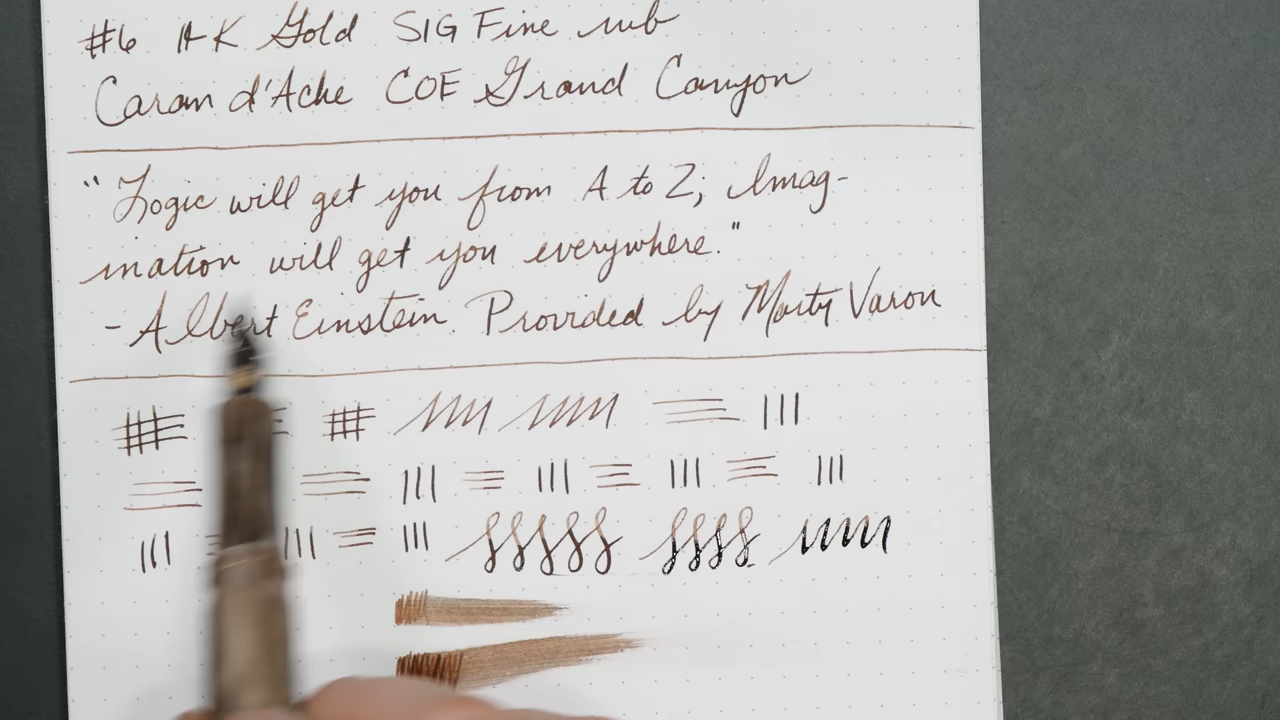 #6 14K Gold SIG Fine nib
Caran d'Ache COE Grand Canyon
"Logic will get you from A to Z; Imag-
ination will get you everywhere."
- Albert Einstein. Provided by Marty Varon